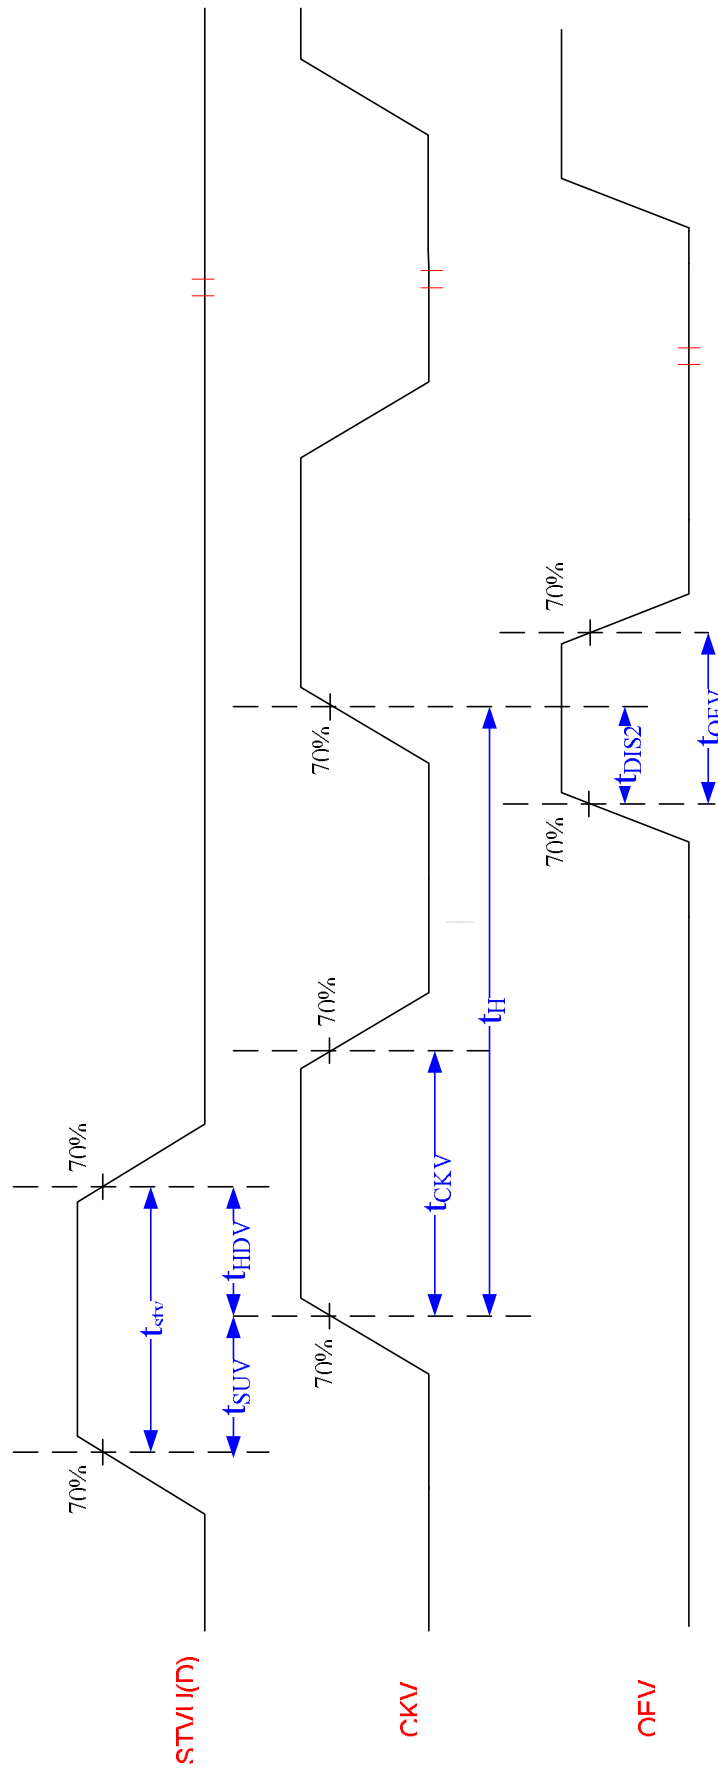 STVU(D)
70%
70%
tstv
tSUV
tHDV
CKV
70%
70%
70%
tCKV
tH
OEV
70%
70%
tDIS2
tOEV